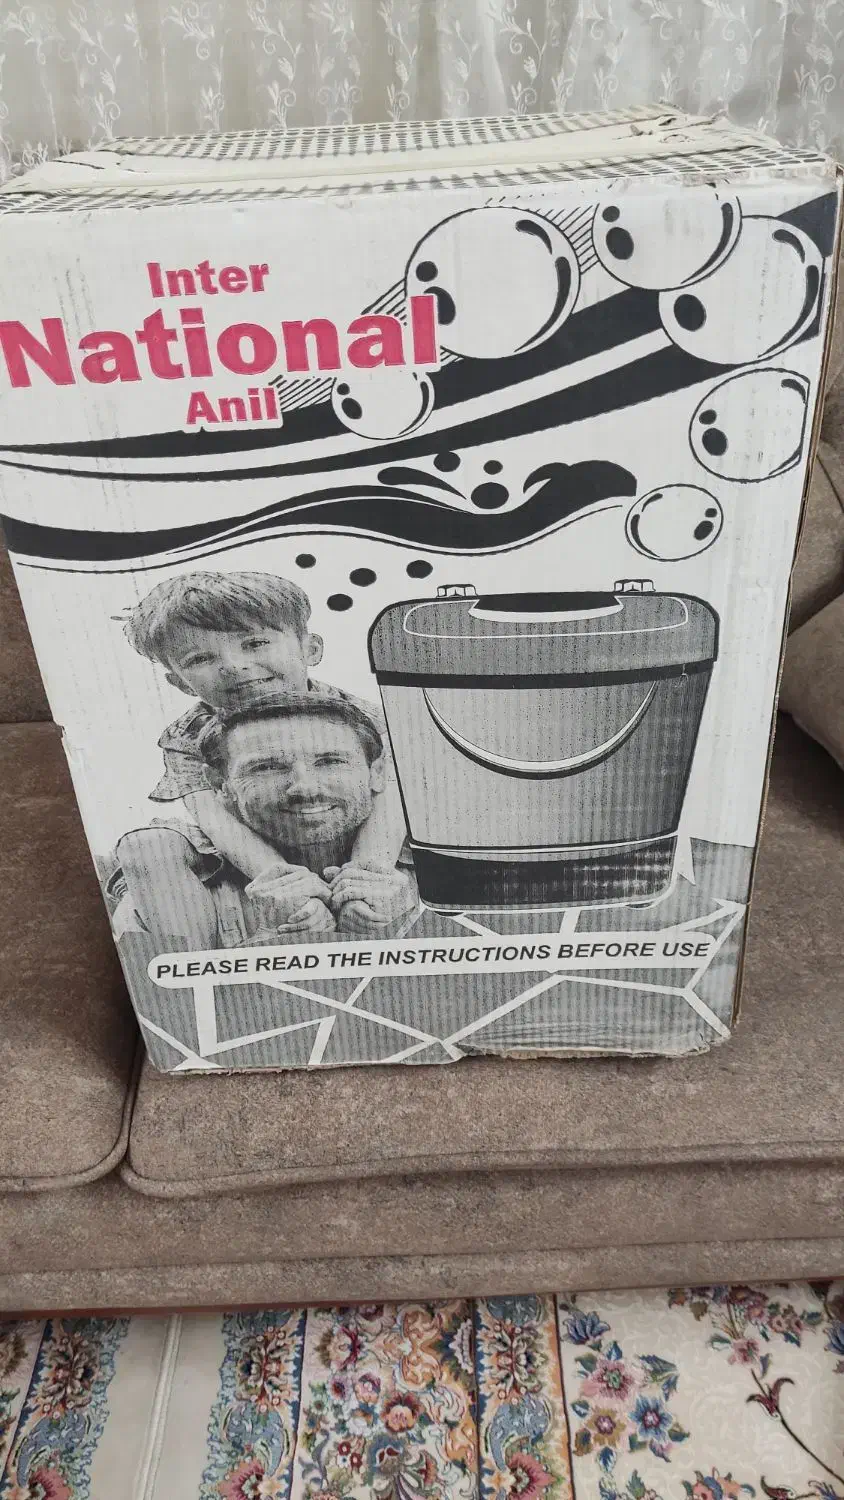 Inter
National
Anil
PLEASE READ THE INSTRUCTIONS BEFORE USE